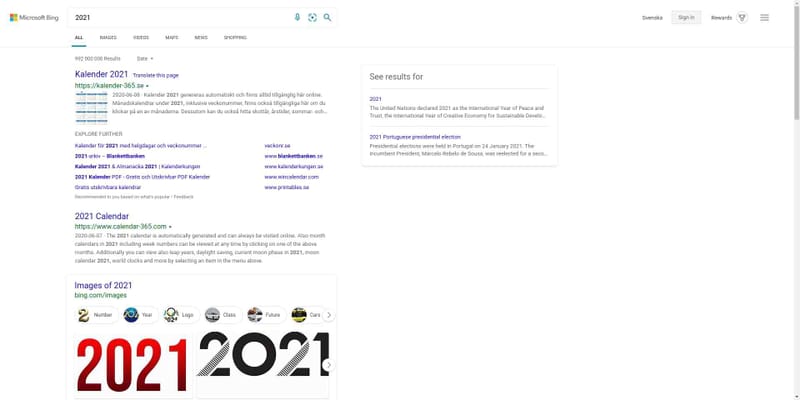 Microsoft Bing
2021
Svenska
Sign in
Rewards
ALL
IMAGES
VIDEOS
MAPS
NEWS
SHOPPING
992 000 000 Results
Date
Kalender 2021 Translate this page
https://kalender-365.se
2020-06-08 · Kalender 2021 genereras automatiskt och finns alltid tillgänglig här online.
Månadskalendrar under 2021, inklusive veckonummer, finns också tillgängliga här om du
klickar på en av månaderna. Dessutom kan du också hitta skottår, årstider, sommar- och...
EXPLORE FURTHER
Kalender för 2021 med helgdagar och veckonummer ...
veckonr.se
2021 arkiv – Blankettbanken
www.blankettbanken.se
Kalender 2021 & Almanacka 2021 | Kalenderkungen
www.kalenderkungen.se
2021 Kalender PDF - Gratis och Utskrivbar PDF Kalender
www.wincalendar.com
Gratis utskrivbara kalendrar
www.printables.se
Recommended to you based on what's popular • Feedback
2021 Calendar
https://www.calendar-365.com
2020-06-07 · The 2021 calendar is automatically generated and can always be visited online. Also month
calendars in 2021 including week numbers can be viewed at any time by clicking on one of the above
months. Additionally you can view also leap years, daylight saving, current moon phase in 2021, moon
calendar 2021, world clocks and more by selecting an item in the menu above.
Images of 2021
bing.com/images
Number
Year
Logo
Class
Future
Cars
2021
2021
See results for
2021
The United Nations declared 2021 as the International Year of Peace and
Trust, the International Year of Creative Economy for Sustainable Develo...
2021 Portuguese presidential election
Presidential elections were held in Portugal on 24 January 2021. The
incumbent President, Marcelo Rebelo de Sousa, was reelected for a seco...